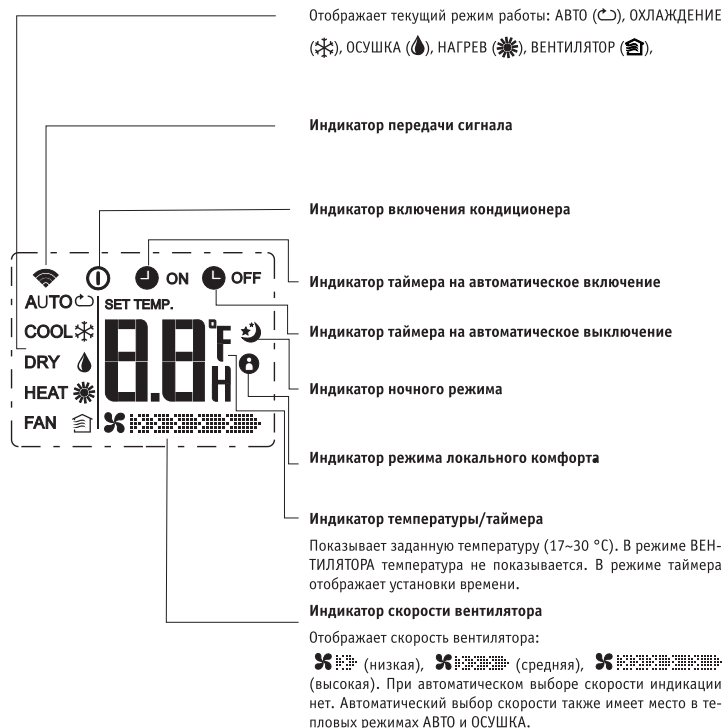 Отображает текущий режим работы: АВТО (), ОХЛАЖДЕНИЕ
(), ОСУШКА (), НАГРЕВ (), ВЕНТИЛЯТОР (),
Индикатор передачи сигнала
Индикатор включения кондиционера
ON OFF
AUTO SET TEMP.
COOL
DRY
HEAT
FAN
8.8°F
H
Индикатор таймера на автоматическое включение
Индикатор таймера на автоматическое выключение
Индикатор ночного режима
Индикатор режима локального комфорта
Индикатор температуры/таймера
Показывает заданную температуру (17~30 °C). В режиме ВЕН-
ТИЛЯТОРА температура не показывается. В режиме таймера
отображает установки времени.
Индикатор скорости вентилятора
Отображает скорость вентилятора:
(низкая), (средняя),
(высокая). При автоматическом выборе скорости индикации
нет. Автоматический выбор скорости также имеет место в те-
пловых режимах АВТО и ОСУШКА.